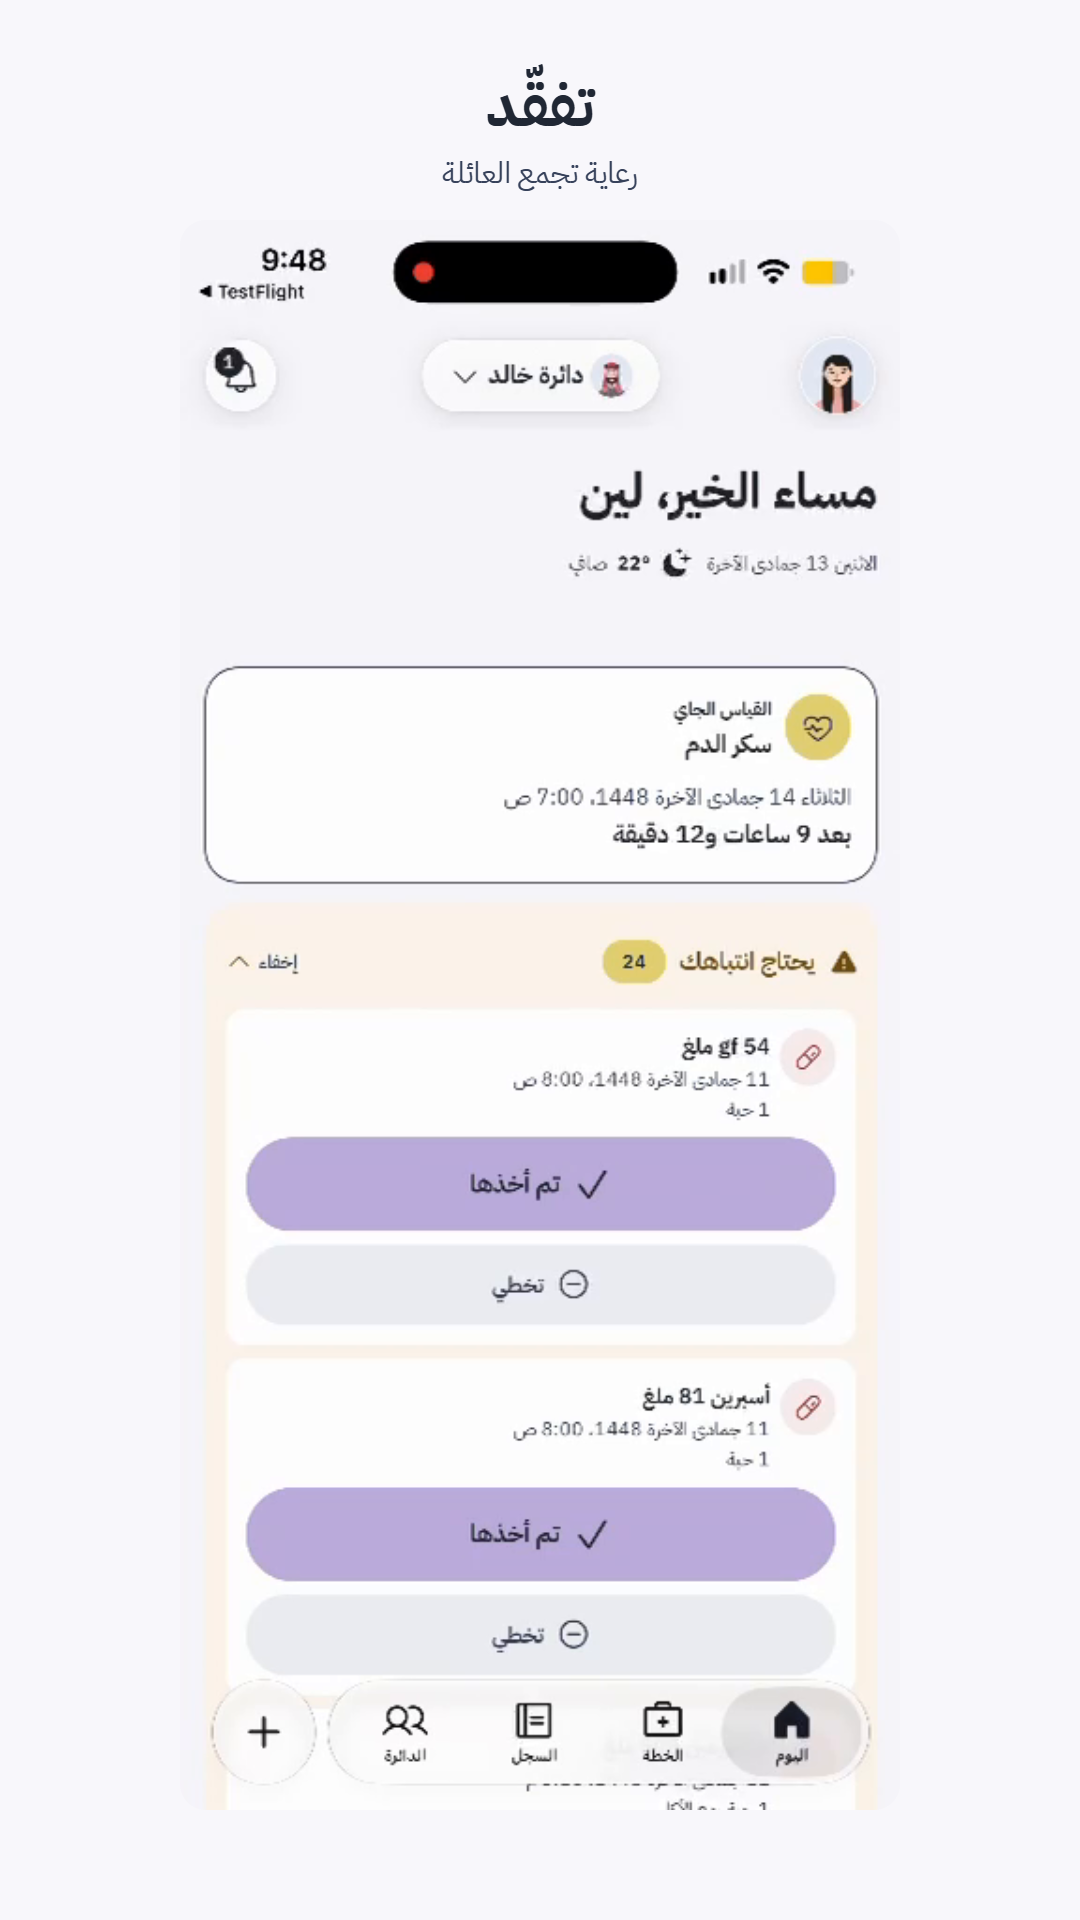 تفقّد
رعاية تجمع العائلة
9:48
◀ TestFlight
1
دائرة خالد
مساء الخير، لين
الاثنين 13 جمادى الآخرة 22° صافي
القياس الجاي
سكر الدم
الثلاثاء 14 جمادى الآخرة 1448، 7:00 ص
بعد 9 ساعات و12 دقيقة
يحتاج انتباهك 24
إخفاء
gf 54 ملغ
11 جمادى الآخرة 1448، 8:00 ص
1 حبة
تم أخذها
تخطي
أسبرين 81 ملغ
11 جمادى الآخرة 1448، 8:00 ص
1 حبة
تم أخذها
تخطي
اليوم
الخطة
السجل
الدائرة